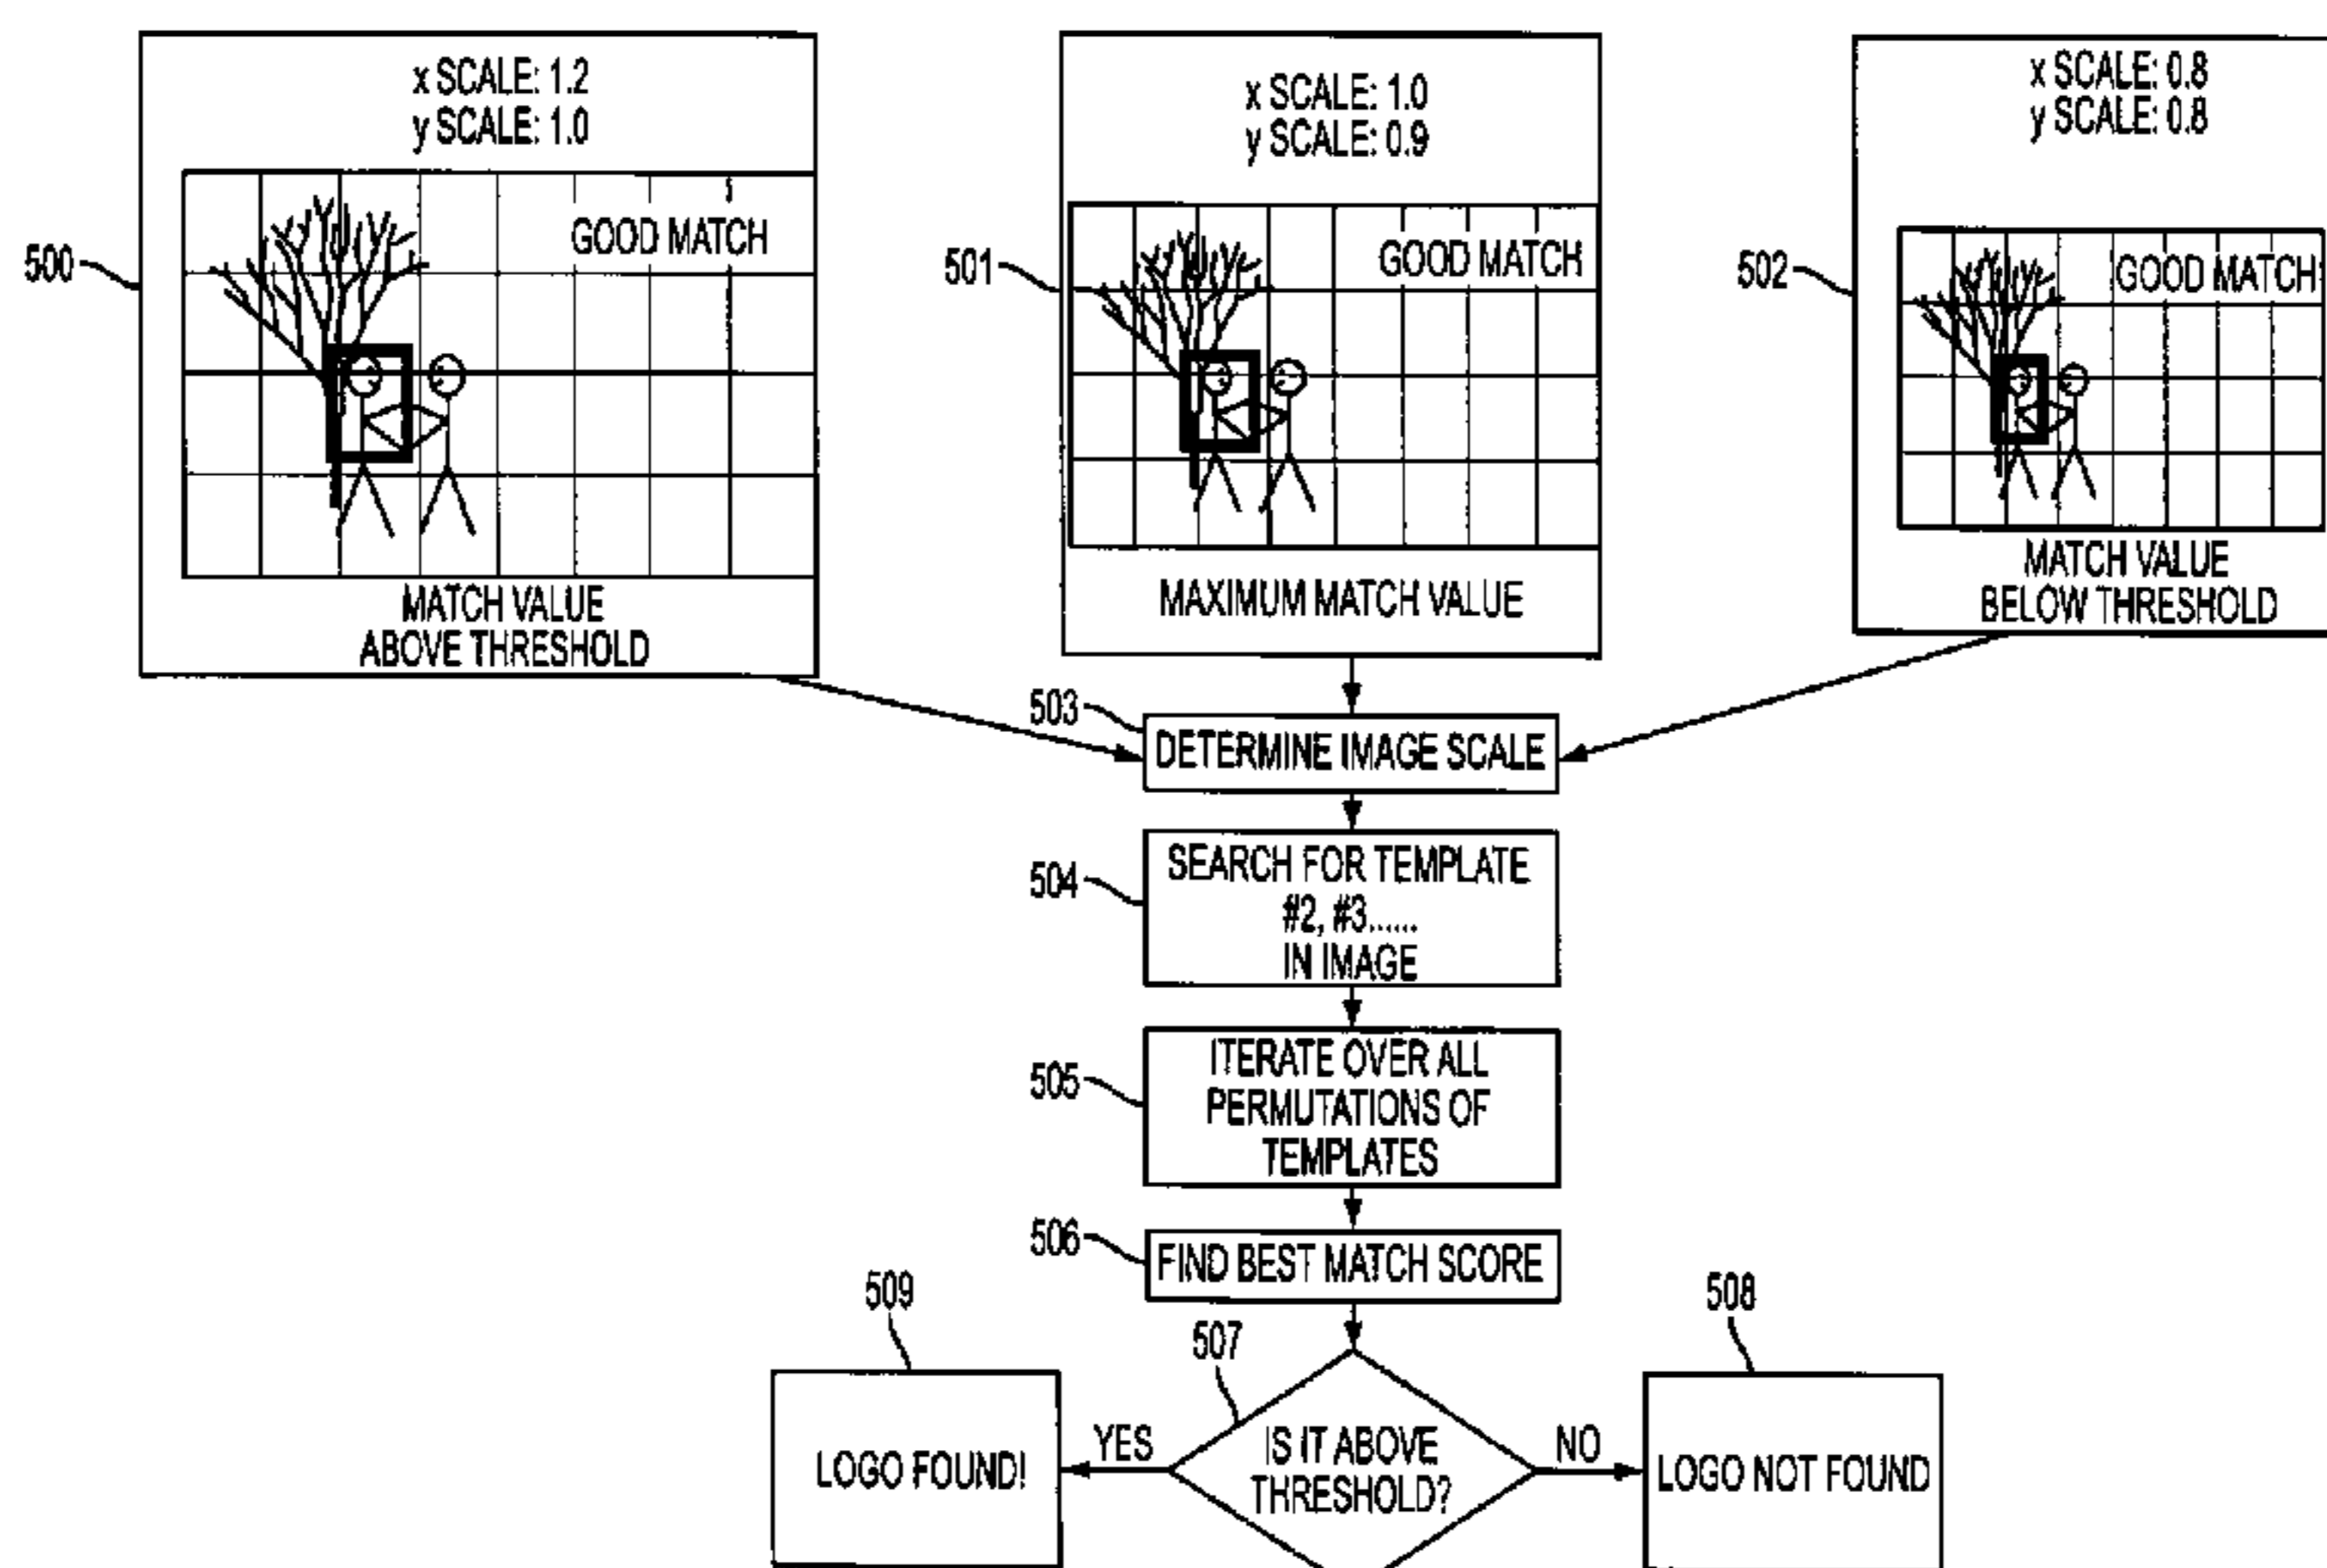 x SCALE: 1.2
y SCALE: 1.0
GOOD MATCH
500
MATCH VALUE
ABOVE THRESHOLD
x SCALE: 1.0
y SCALE: 0.9
GOOD MATCH
501
MAXIMUM MATCH VALUE
x SCALE: 0.8
y SCALE: 0.8
GOOD MATCH
502
MATCH VALUE
BELOW THRESHOLD
503
DETERMINE IMAGE SCALE
504
SEARCH FOR TEMPLATE
#2, #3......
IN IMAGE
505
ITERATE OVER ALL
PERMUTATIONS OF
TEMPLATES
506
FIND BEST MATCH SCORE
509
507
508
LOGO FOUND!
YES
IS IT ABOVE
THRESHOLD?
NO
LOGO NOT FOUND